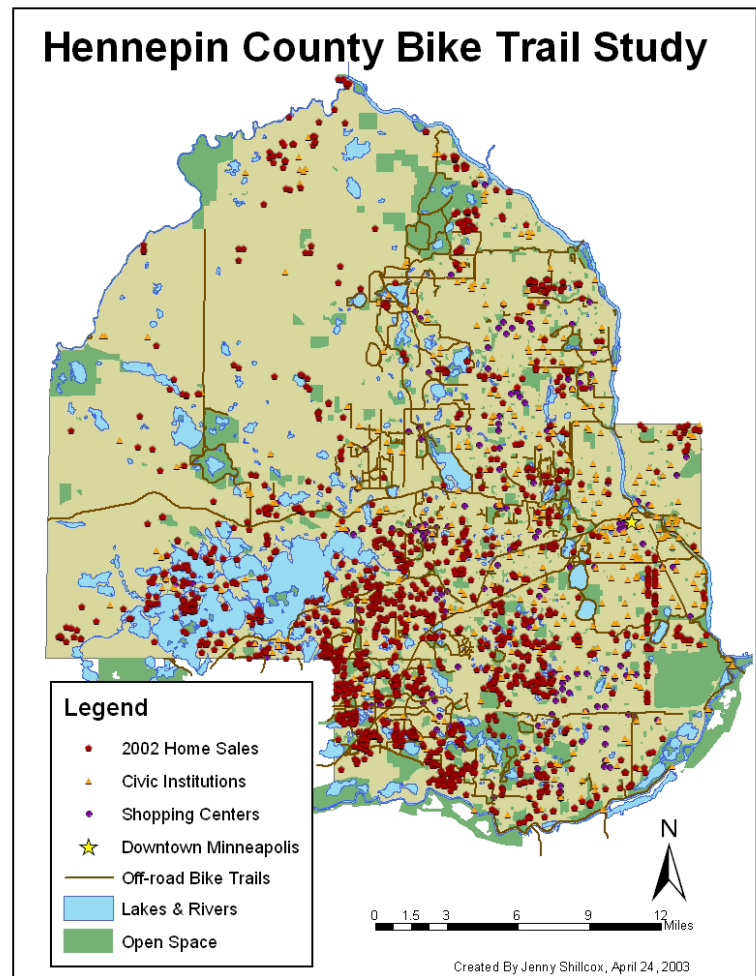 Hennepin County Bike Trail Study
Legend
2002 Home Sales
Civic Institutions
Shopping Centers
Downtown Minneapolis
Off-road Bike Trails
Lakes & Rivers
Open Space
N
0 1.5 3 6 9 12
Miles
Created By Jenny Shillcox, April 24, 2003